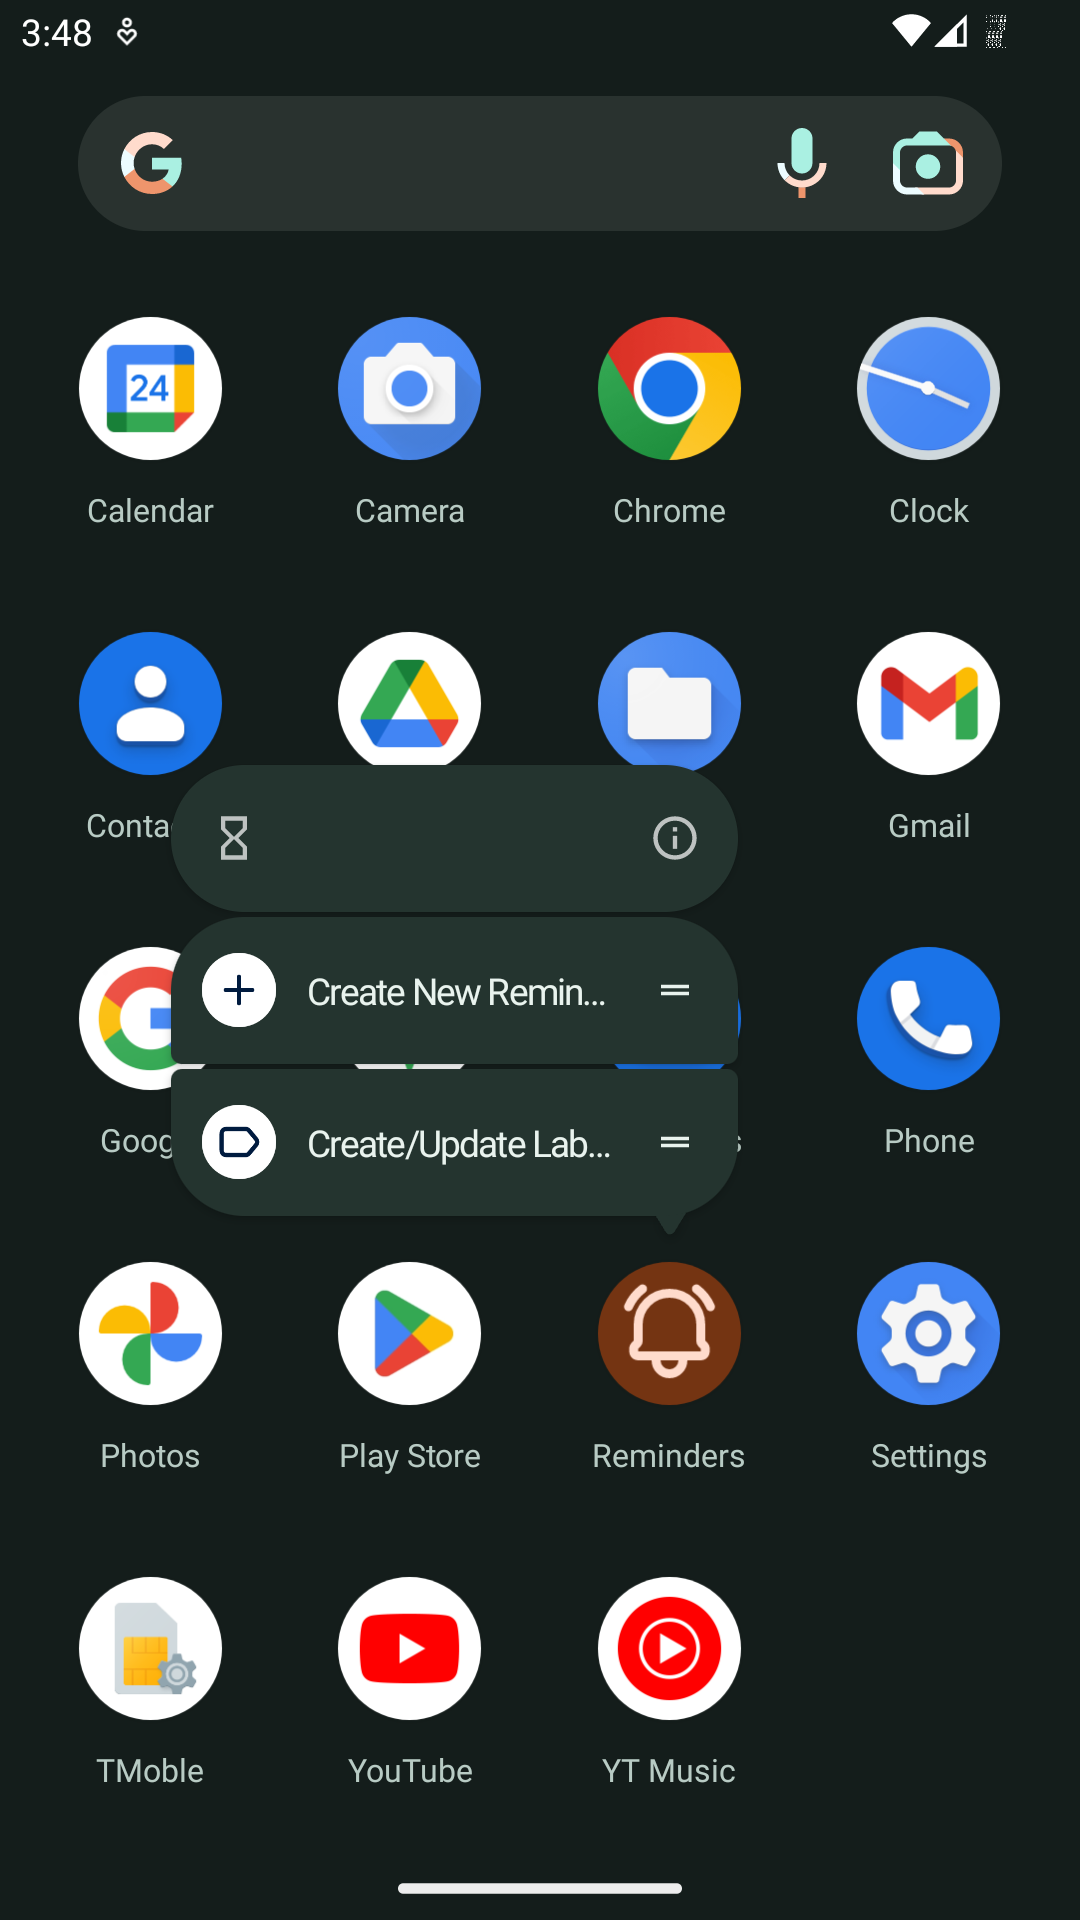 3:48
24
Calendar
Camera
Chrome
Clock
Conta
Gmail
Create New Remin...
Goog
s
Phone
Create/Update Lab...
Photos
Play Store
Reminders
Settings
TMoble
YouTube
YT Music